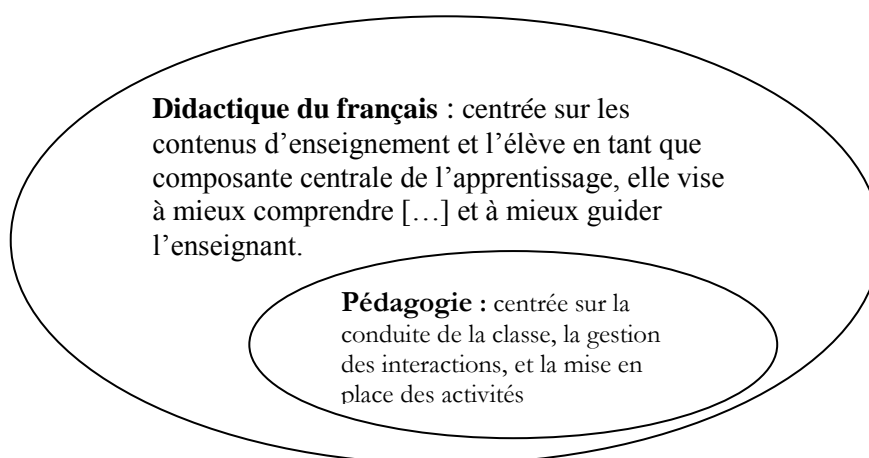 Didactique du français : centrée sur les
contenus d’enseignement et l’élève en tant que
composante centrale de l’apprentissage, elle vise
à mieux comprendre […] et à mieux guider
l’enseignant.
Pédagogie : centrée sur la
conduite de la classe, la gestion
des interactions, et la mise en
place des activités